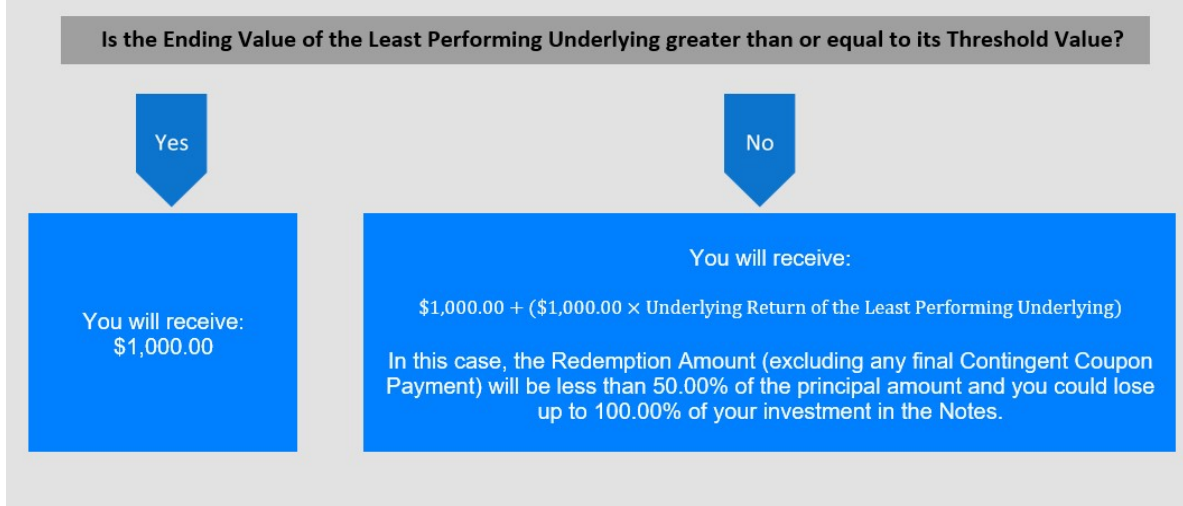 Is the Ending Value of the Least Performing Underlying greater than or equal to its Threshold Value?
Yes
No
You will receive:
$1,000.00
You will receive:
$1,000.00 + ($1,000.00 × Underlying Return of the Least Performing Underlying)
In this case, the Redemption Amount (excluding any final Contingent Coupon
Payment) will be less than 50.00% of the principal amount and you could lose
up to 100.00% of your investment in the Notes.